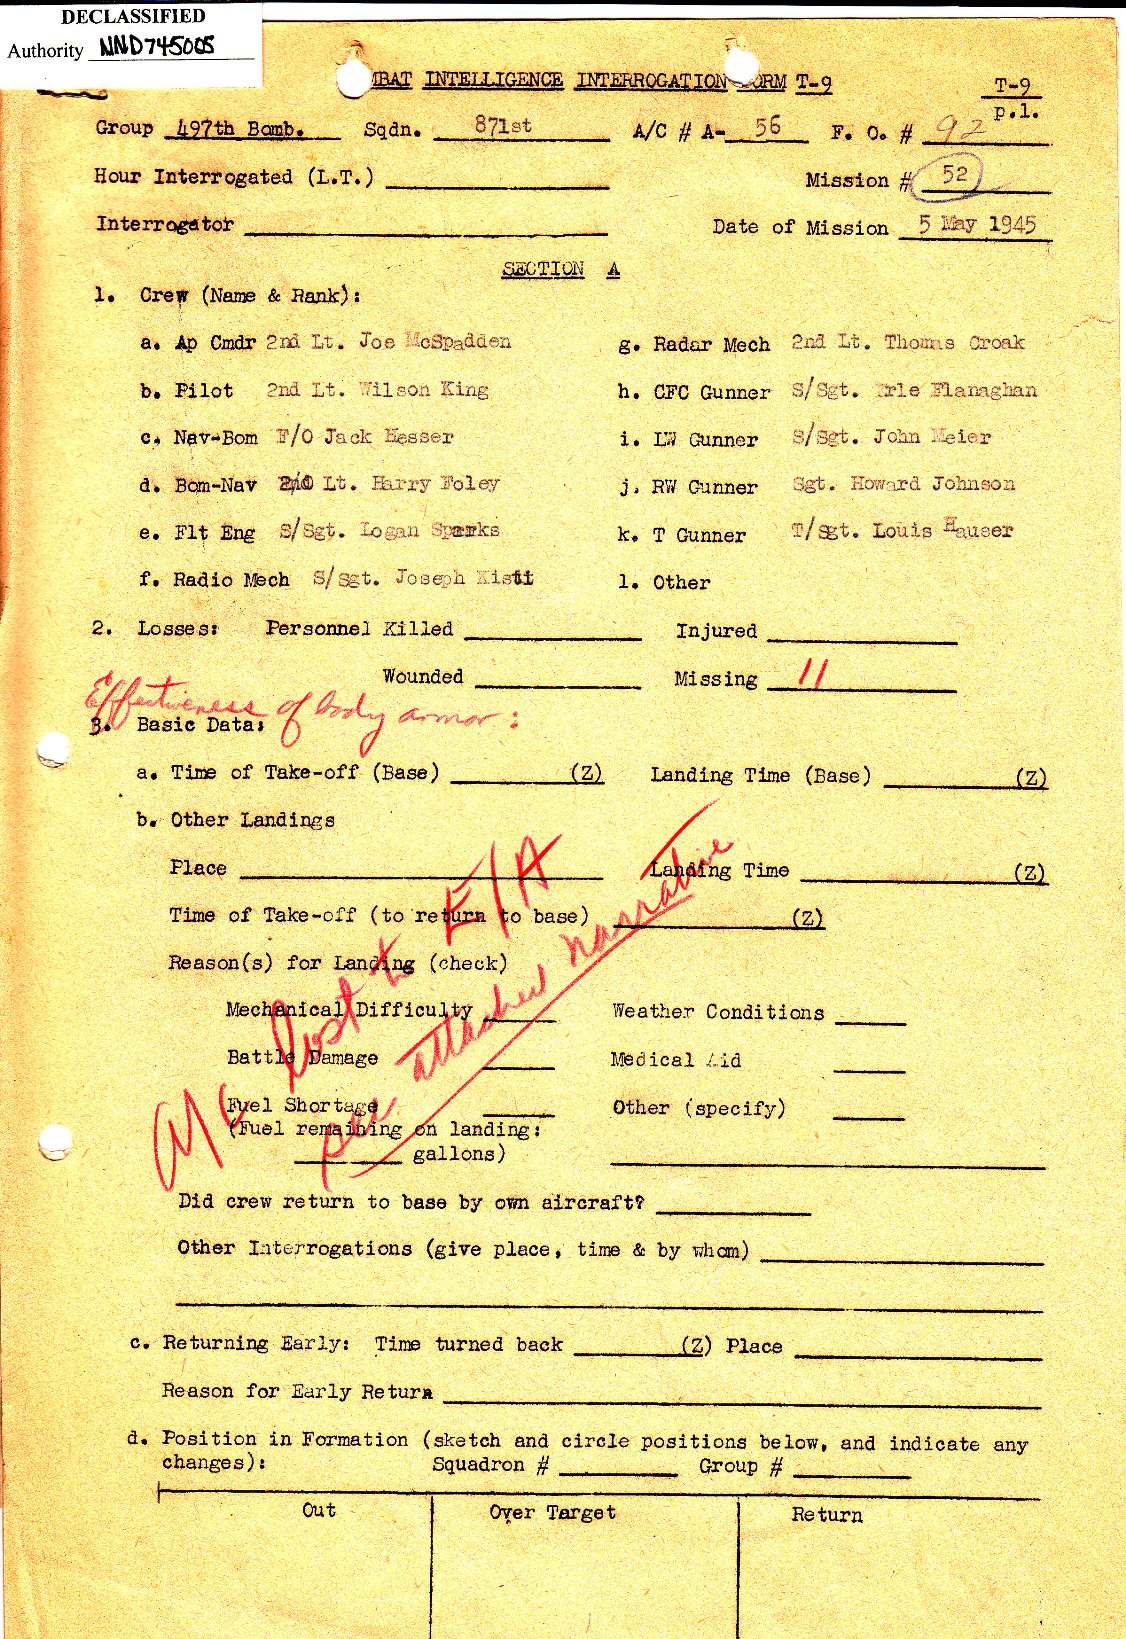 DECLASSIFIED
Authority NND745005
COMBAT INTELLIGENCE INTERROGATION FORM T-9
T-9
p.1.
Group 497th Bomb. Sqdn. 871st A/C # A- 56 F. O. # 92
Hour Interrogated (L.T.) Mission # 52
Interrogator Date of Mission 5 May 1945
SECTION A
1. Crew (Name & Rank):
a. Ap Cmdr 2nd Lt. Joe McSpadden g. Radar Mech 2nd Lt. Thomas Croak
b. Pilot 2nd Lt. Wilson King h. CFC Gunner S/Sgt. Erle Flanaghan
c. Nav-Bom F/O Jack Messer i. LW Gunner S/Sgt. John Meier
d. Bom-Nav 2nd Lt. Harry Foley j. RW Gunner Sgt. Howard Johnson
e. Flt Eng S/Sgt. Logan Sparks k. T Gunner T/Sgt. Louis Hauser
f. Radio Mech S/Sgt. Joseph l. Other
2. Losses: Personnel Killed Injured
Wounded Missing 11
Effectiveness of body armor:
3. Basic Data:
a. Time of Take-off (Base) (Z) Landing Time (Base) (Z)
b. Other Landings
Place Landing Time (Z)
Time of Take-off (to return to base) (Z)
Reason(s) for Landing (check)
Mechanical Difficulty Weather Conditions
Battle Damage Medical Aid
Fuel Shortage Other (specify)
(Fuel remaining on landing:
gallons)
A/C lost to E/A
per attached narrative
Did crew return to base by own aircraft?
Other Interrogations (give place, time & by whom)
c. Returning Early: Time turned back (Z) Place
Reason for Early Return
d. Position in Formation (sketch and circle positions below, and indicate any
changes): Squadron # Group #
Out Over Target Return